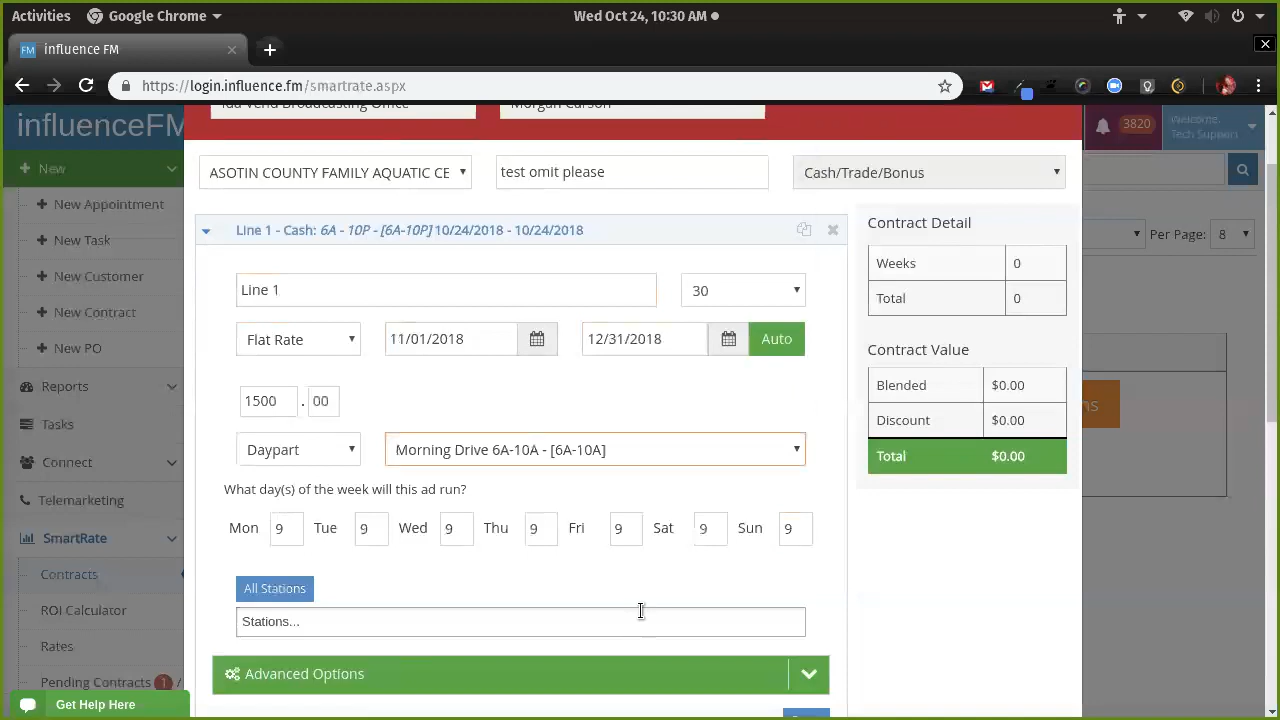 Activities
Google Chrome
Wed Oct 24, 10:30 AM
FM influence FM
https://login.influence.fm/smartrate.aspx
Ida Vend Broadcasting Office
Morgan Carson
influenceFM
3820
Welcome,
Tech Support
New
New Appointment
New Task
New Customer
New Contract
New PO
Reports
Tasks
Connect
Telemarketing
SmartRate
Contracts
ROI Calculator
Rates
Pending Contracts 1 /
Get Help Here
ASOTIN COUNTY FAMILY AQUATIC CE
test omit please
Cash/Trade/Bonus
Line 1 - Cash: 6A - 10P - [6A-10P] 10/24/2018 - 10/24/2018
Line 1
30
Flat Rate
11/01/2018
12/31/2018
Auto
1500 . 00
Daypart
Morning Drive 6A-10A - [6A-10A]
What day(s) of the week will this ad run?
Mon 9 Tue 9 Wed 9 Thu 9 Fri 9 Sat 9 Sun 9
All Stations
Stations...
Advanced Options
Contract Detail
Weeks 0
Total 0
Contract Value
Blended $0.00
Discount $0.00
Total $0.00
Per Page: 8